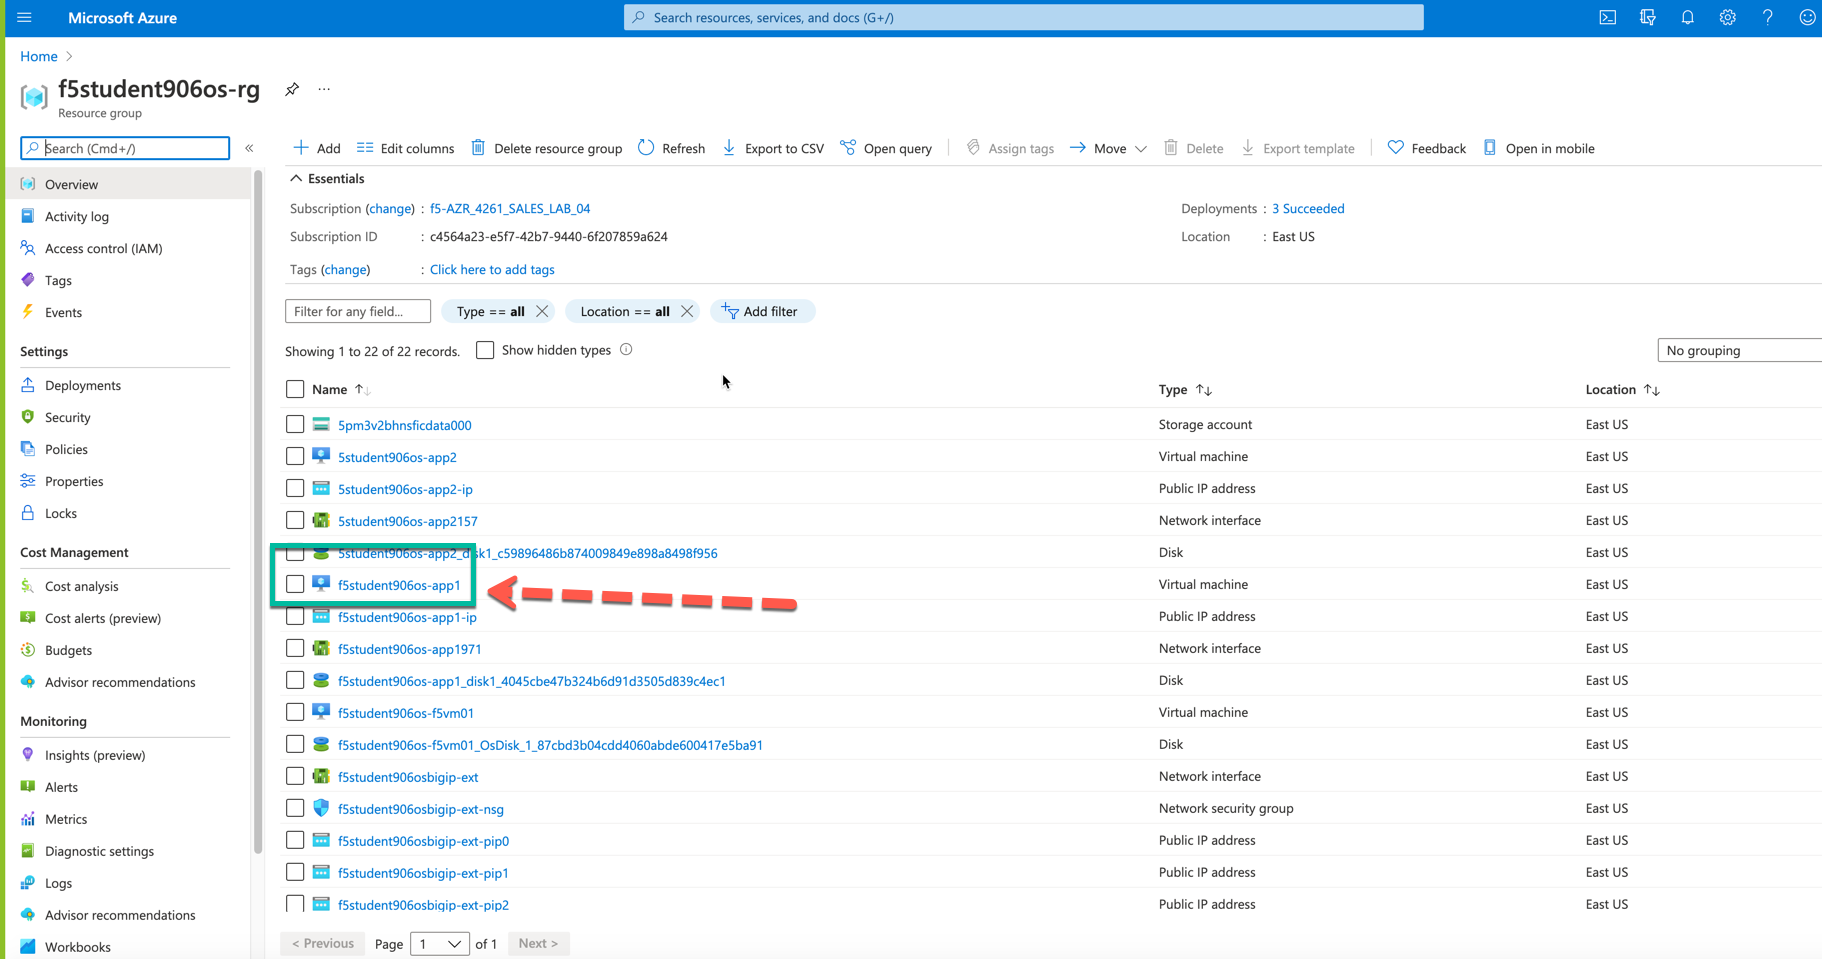 Microsoft Azure
Search resources, services, and docs (G+/)
Home
f5student906os-rg
Resource group
Search (Cmd+/)
Add
Edit columns
Delete resource group
Refresh
Export to CSV
Open query
Assign tags
Move
Delete
Export template
Feedback
Open in mobile
Overview
Activity log
Access control (IAM)
Tags
Events
Settings
Deployments
Security
Policies
Properties
Locks
Cost Management
Cost analysis
Cost alerts (preview)
Budgets
Advisor recommendations
Monitoring
Insights (preview)
Alerts
Metrics
Diagnostic settings
Logs
Advisor recommendations
Workbooks
Essentials
Subscription (change) : f5-AZR_4261_SALES_LAB_04
Deployments : 3 Succeeded
Subscription ID : c4564a23-e5f7-42b7-9440-6f207859a624
Location : East US
Tags (change) : Click here to add tags
Filter for any field...
Type == all
Location == all
Add filter
Showing 1 to 22 of 22 records.
Show hidden types
No grouping
Name Type Location
5pm3v2bhnsficdata000 Storage account East US
5student906os-app2 Virtual machine East US
5student906os-app2-ip Public IP address East US
5student906os-app2157 Network interface East US
5student906os-app2_disk1_c59896486b874009849e898a8498f956 Disk East US
f5student906os-app1 Virtual machine East US
f5student906os-app1-ip Public IP address East US
f5student906os-app1971 Network interface East US
f5student906os-app1_disk1_4045cbe47b324b6d91d3505d839c4ec1 Disk East US
f5student906os-f5vm01 Virtual machine East US
f5student906os-f5vm01_OsDisk_1_87cbd3b04cdd4060abde600417e5ba91 Disk East US
f5student906osbigip-ext Network interface East US
f5student906osbigip-ext-nsg Network security group East US
f5student906osbigip-ext-pip0 Public IP address East US
f5student906osbigip-ext-pip1 Public IP address East US
f5student906osbigip-ext-pip2 Public IP address East US
< Previous Page 1 of 1 Next >